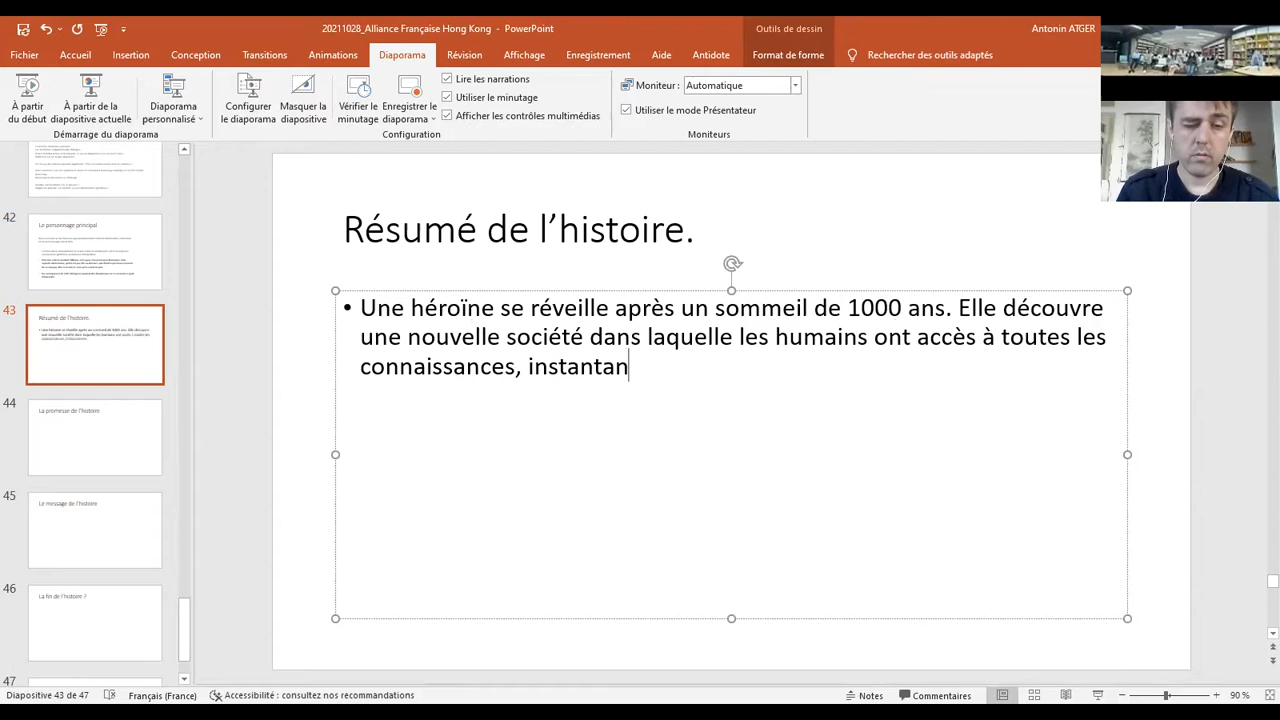 20211028_Alliance Française Hong Kong - PowerPoint
Outils de dessin
Antonin ATGER
Fichier Accueil Insertion Conception Transitions Animations Diaporama Révision Affichage Enregistrement Aide Antidote Format de forme Rechercher des outils adaptés
À partir du début
À partir de la diapositive actuelle
Diaporama personnalisé
Démarrage du diaporama
Configurer le diaporama
Masquer la diapositive
Vérifier le minutage
Enregistrer le diaporama
Lire les narrations
Utiliser le minutage
Afficher les contrôles multimédias
Configuration
Moniteur : Automatique
Utiliser le mode Présentateur
Moniteurs
42
Le personnage principal
43
Résumé de l'histoire.
44
La promesse de l'histoire
45
Le message de l'histoire
46
La fin de l'histoire ?
47
Résumé de l’histoire.
• Une héroïne se réveille après un sommeil de 1000 ans. Elle découvre
une nouvelle société dans laquelle les humains ont accès à toutes les
connaissances, instantan
Diapositive 43 de 47 Français (France) Accessibilité : consultez nos recommandations Notes Commentaires 90 %